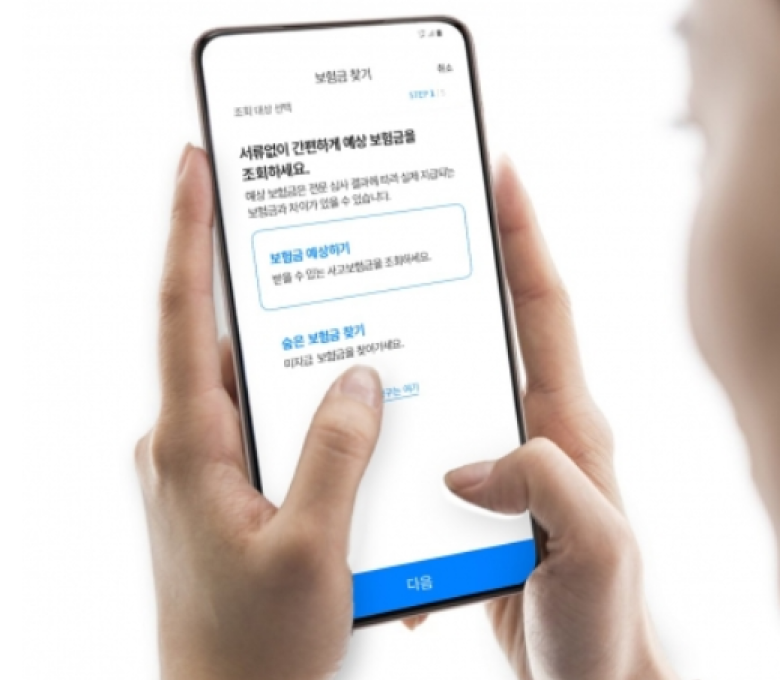 보험금 찾기
취소
조회 대상 선택
STEP 1
서류없이 간편하게 예상 보험금을
조회하세요.
예상 보험금은 전문 심사 결과에 따라 실제 지급되는
보험금과 차이가 있을 수 있습니다.
보험금 예상하기
받을 수 있는 사고보험금을 조회하세요.
숨은 보험금 찾기
미지급 보험금을 찾아가세요.
구는 여기
다음